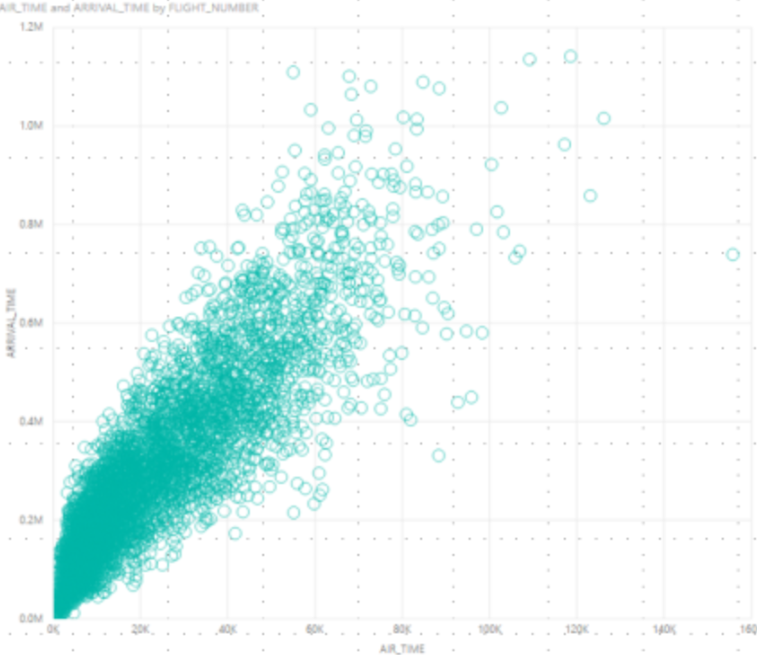 AIR_TIME and ARRIVAL_TIME by FLIGHT_NUMBER
1.2M
1.0M
0.8M
0.6M
0.4M
0.2M
0.0M
ARRIVAL_TIME
0K 20K 40K 60K 80K 100K 120K 140K 160
AIR_TIME